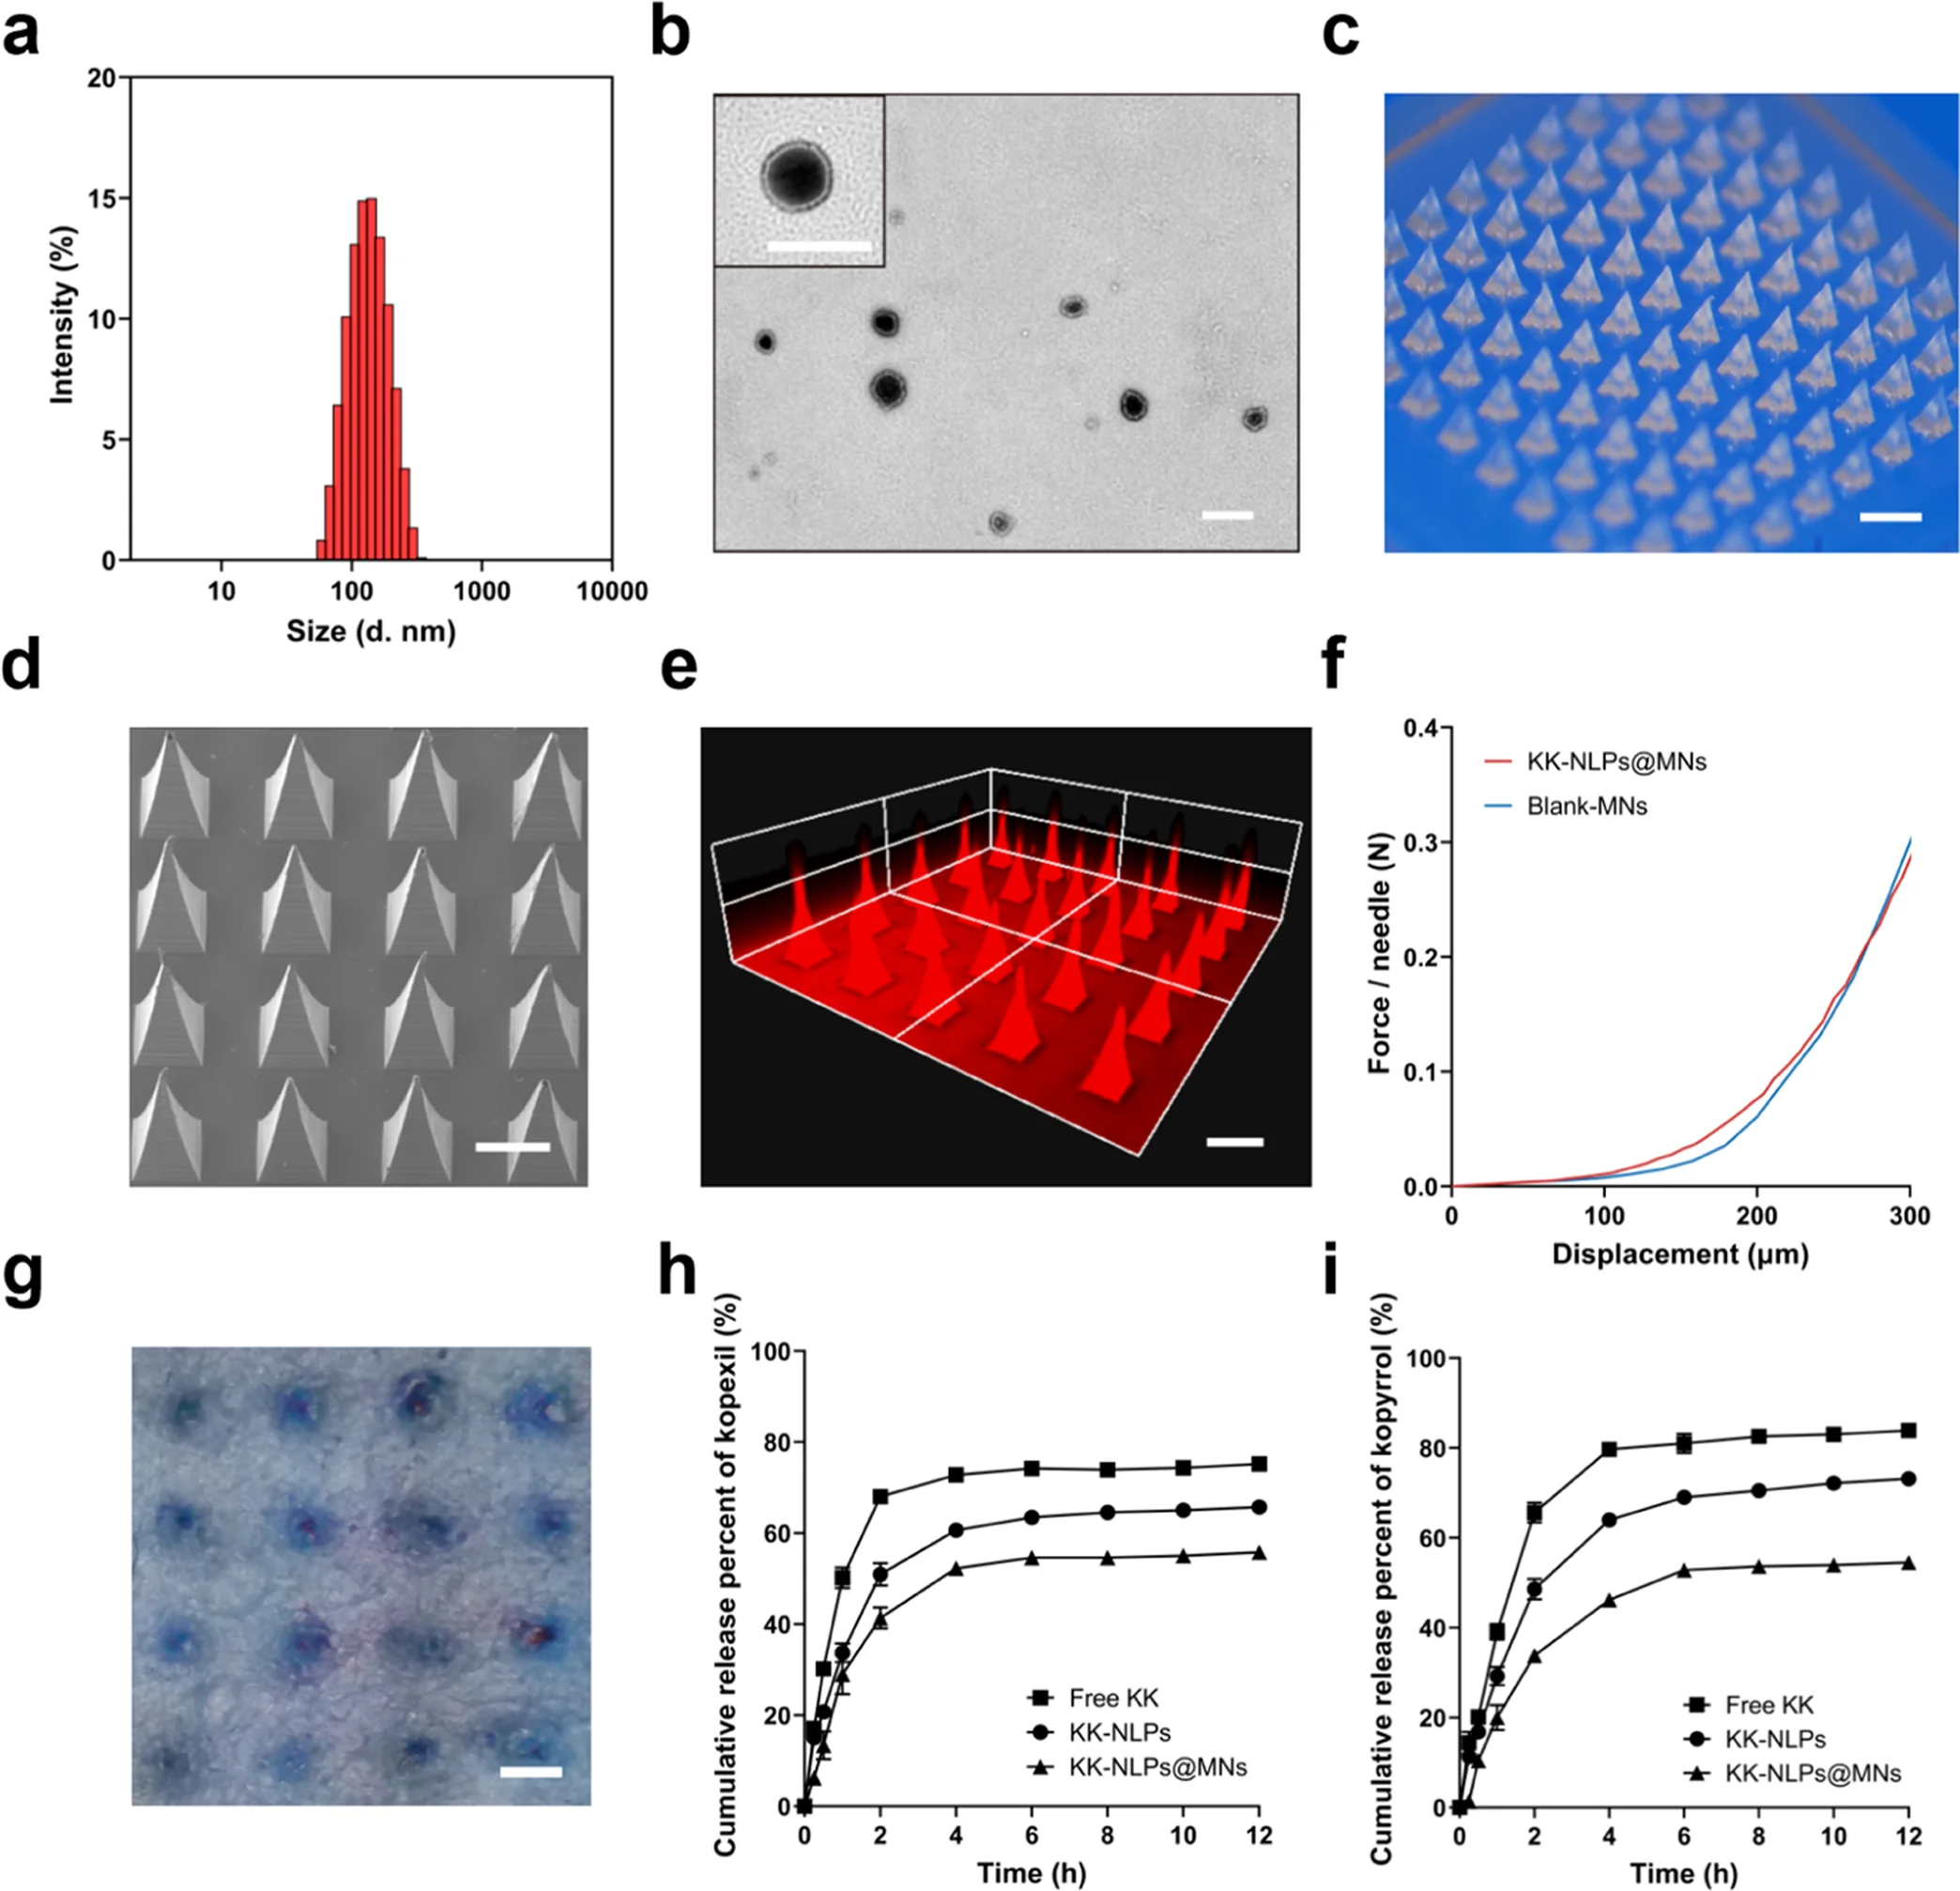 a
20
15
10
5
0
Intensity (%)
10 100 1000 10000
Size (d. nm)
b
c
d
e
f
0.4
0.3
0.2
0.1
0.0
Force / needle (N)
KK-NLPs@MNs
Blank-MNs
0 100 200 300
Displacement (μm)
g
h
100
80
60
40
20
0
Cumulative release percent of kopexil (%)
Free KK
KK-NLPs
KK-NLPs@MNs
0 2 4 6 8 10 12
Time (h)
i
100
80
60
40
20
0
Cumulative release percent of kopyrrol (%)
Free KK
KK-NLPs
KK-NLPs@MNs
0 2 4 6 8 10 12
Time (h)